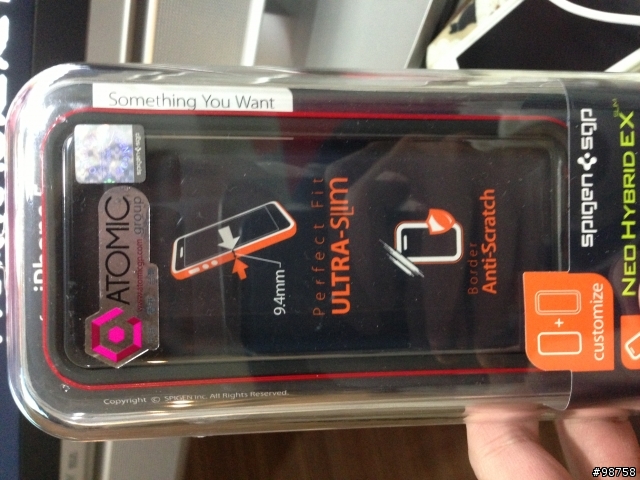 Something You Want
spigen sgp
NEO HYBRID EX
SLIM
iPhone
ATOMIC
group
9.4mm
Perfect Fit
ULTRA-SLIM
Border
Anti-Scratch
+
customize
Copyright © SPIGEN Inc. All Rights Reserved.
#98758